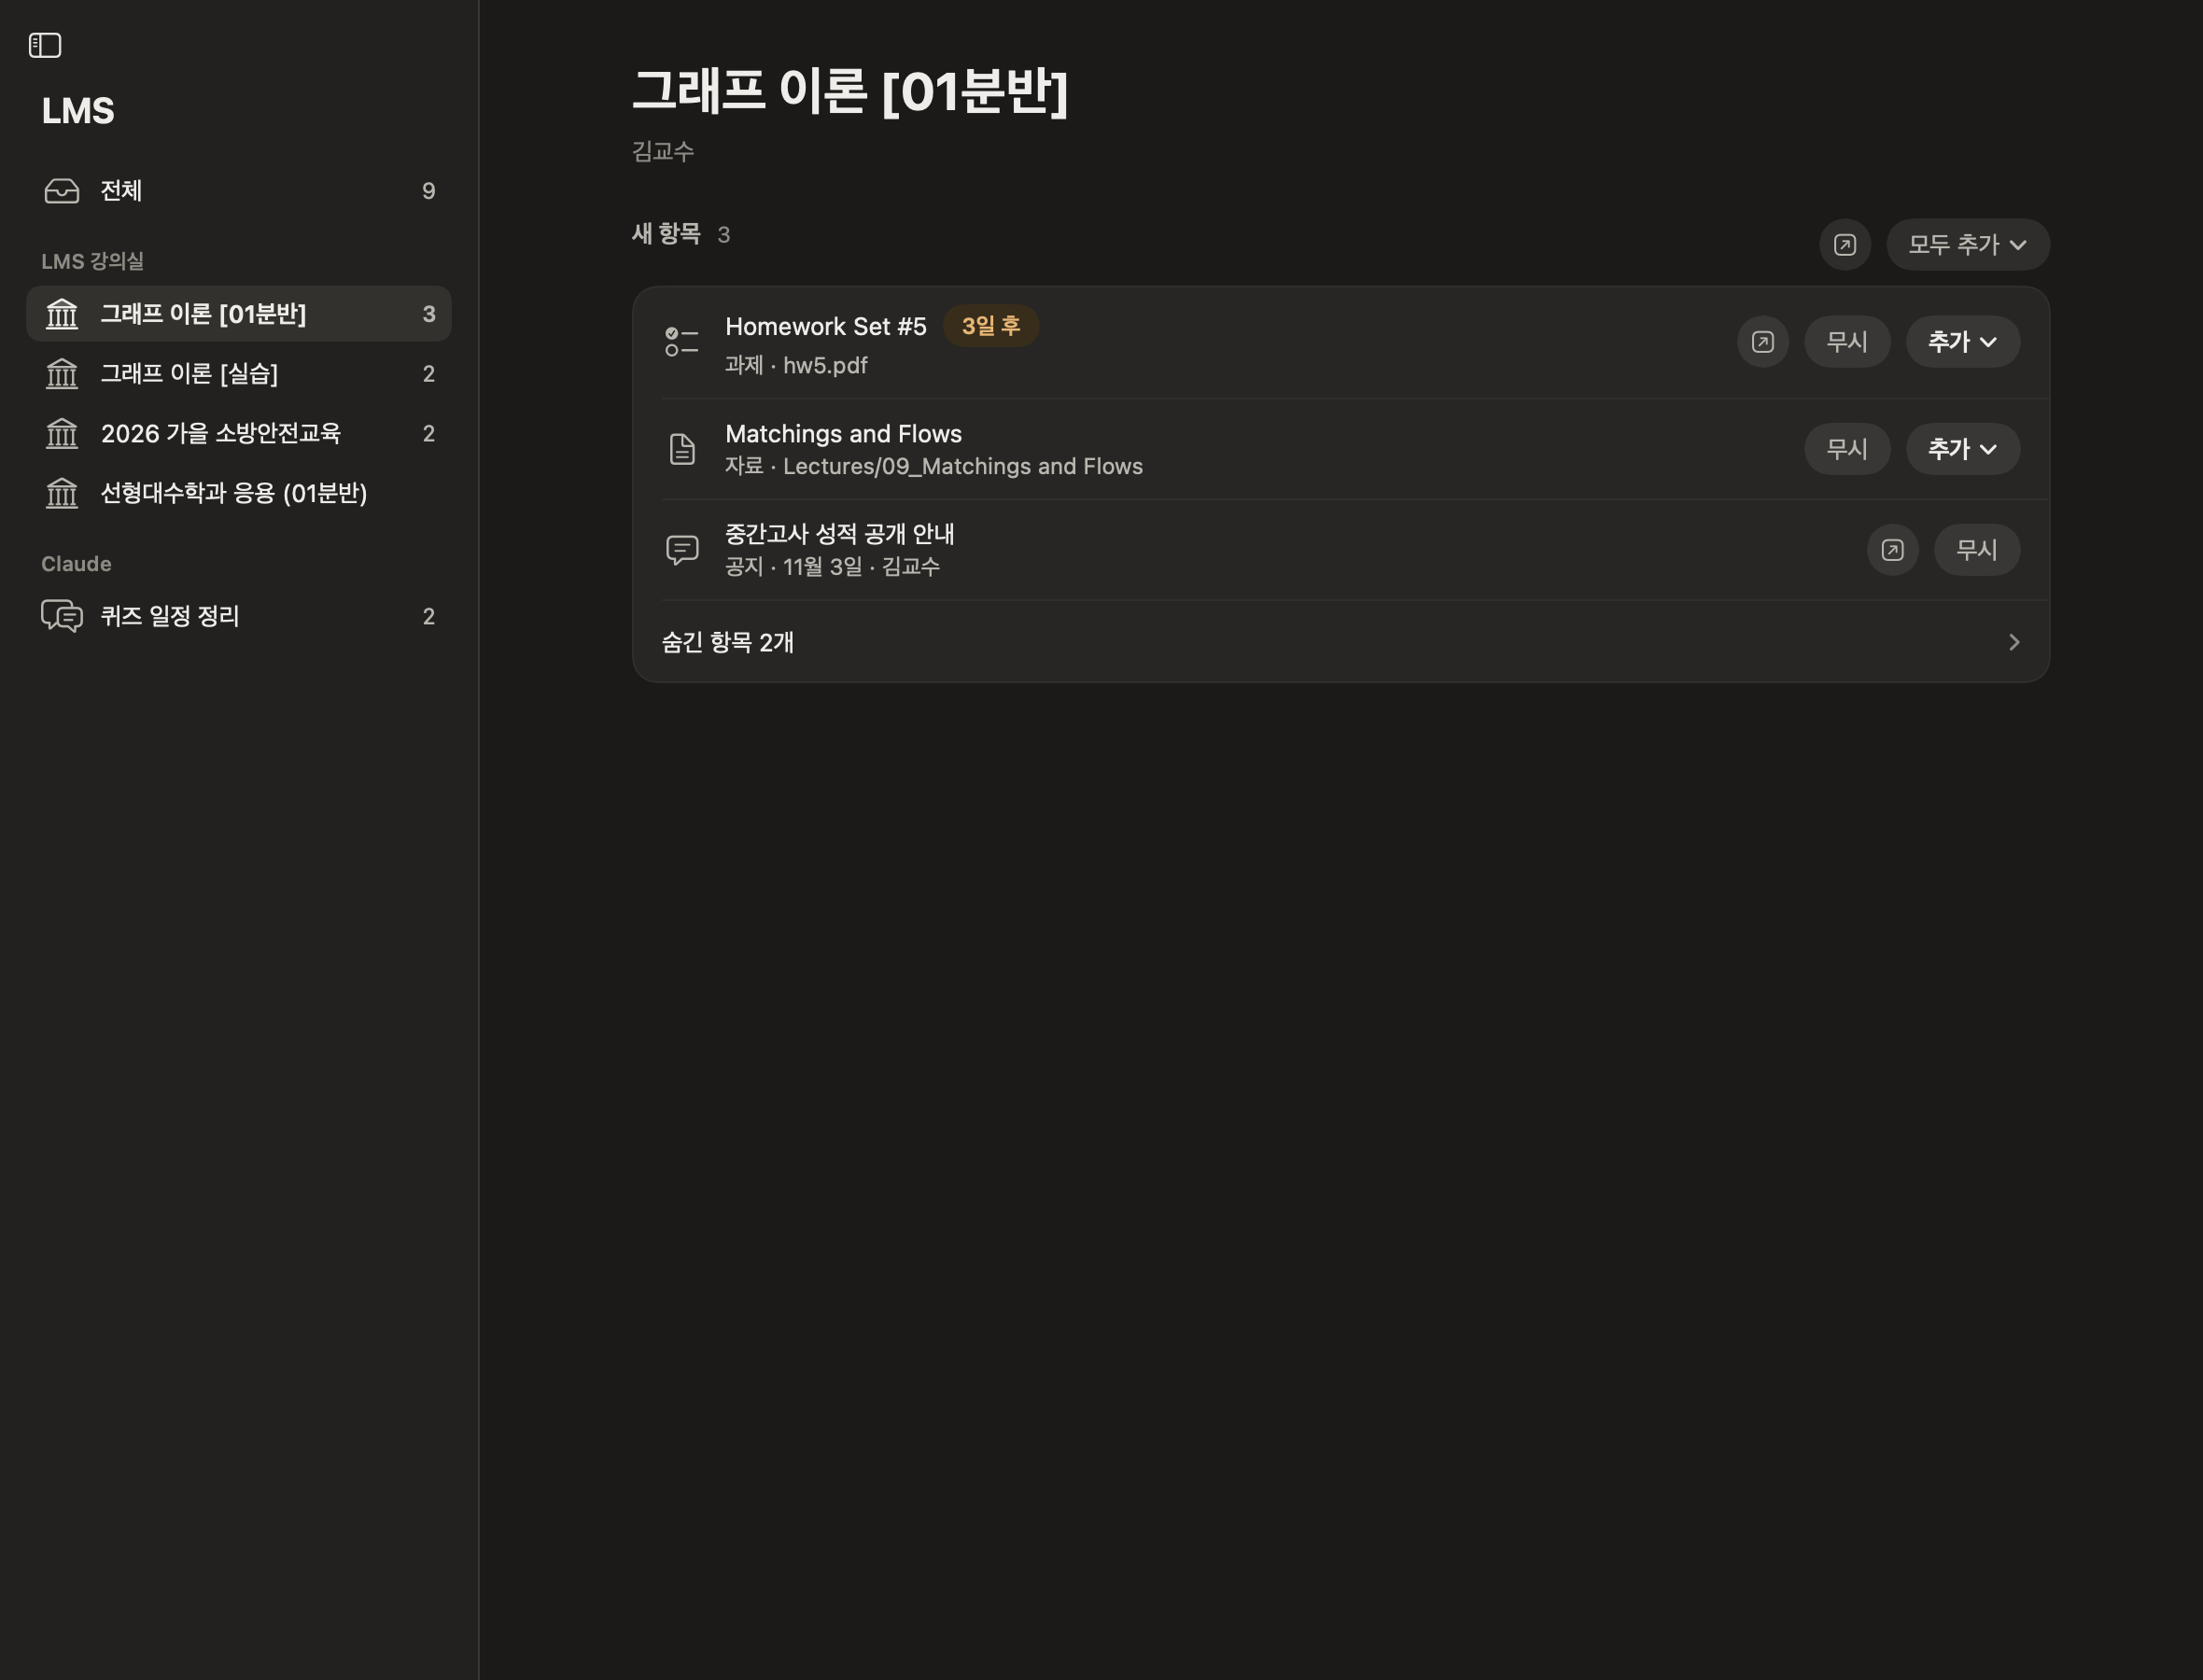 LMS
전체 9
LMS 강의실
그래프 이론 [01분반] 3
그래프 이론 [실습] 2
2026 가을 소방안전교육 2
선형대수학과 응용 (01분반)
Claude
퀴즈 일정 정리 2
그래프 이론 [01분반]
김교수
새 항목 3
모두 추가
Homework Set #5 3일 후
과제 · hw5.pdf
무시 추가
Matchings and Flows
자료 · Lectures/09_Matchings and Flows
무시 추가
중간고사 성적 공개 안내
공지 · 11월 3일 · 김교수
무시
숨긴 항목 2개